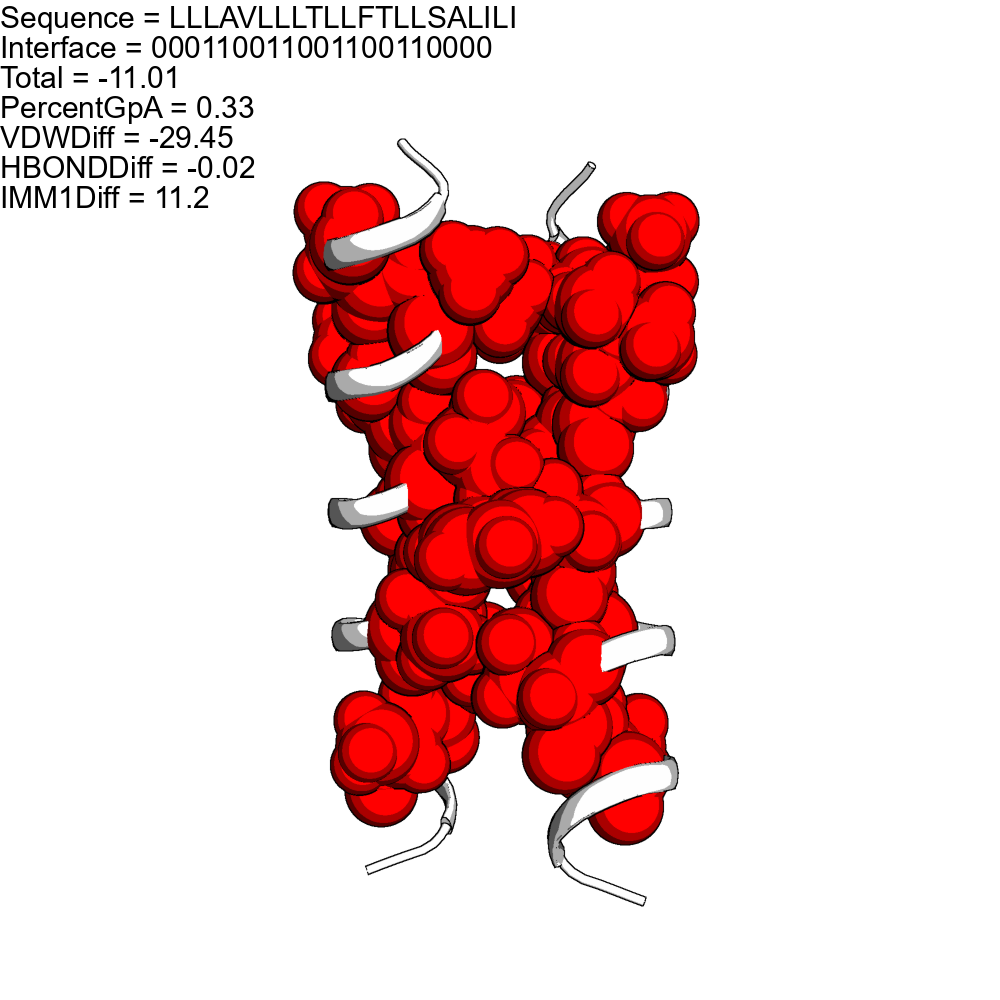 Sequence = LLLAVLLLTLLFTLLSALILI
Interface = 000110011001100110000
Total = -11.01
PercentGpA = 0.33
VDWDiff = -29.45
HBONDDiff = -0.02
IMM1Diff = 11.2